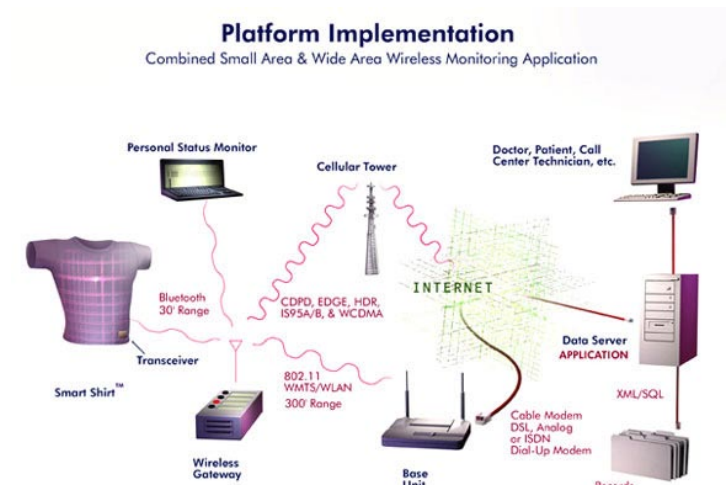 Platform Implementation
Combined Small Area & Wide Area Wireless Monitoring Application
Personal Status Monitor
Cellular Tower
Doctor, Patient, Call
Center Technician, etc.
Bluetooth
30' Range
CDPD, EDGE, HDR,
IS95A/B, & WCDMA
INTERNET
Transceiver
Data Server
APPLICATION
Smart Shirt™
802.11
WMTS/WLAN
300' Range
XML/SQL
Cable Modem
DSL, Analog
or ISDN
Dial-Up Modem
Wireless
Gateway
Base
Unit
Records